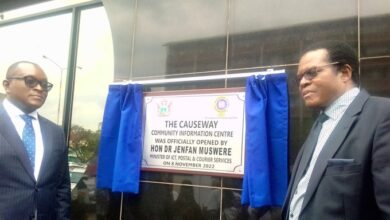 THE CAUSEWAY
COMMUNITY INFORMATION CENTRE
WAS OFFICIALLY OPENED BY
HON DR JENFAN MUSWERE
MINISTER OF ICT, POSTAL & COURIER SERVICES
ON 8 NOVEMBER 2022